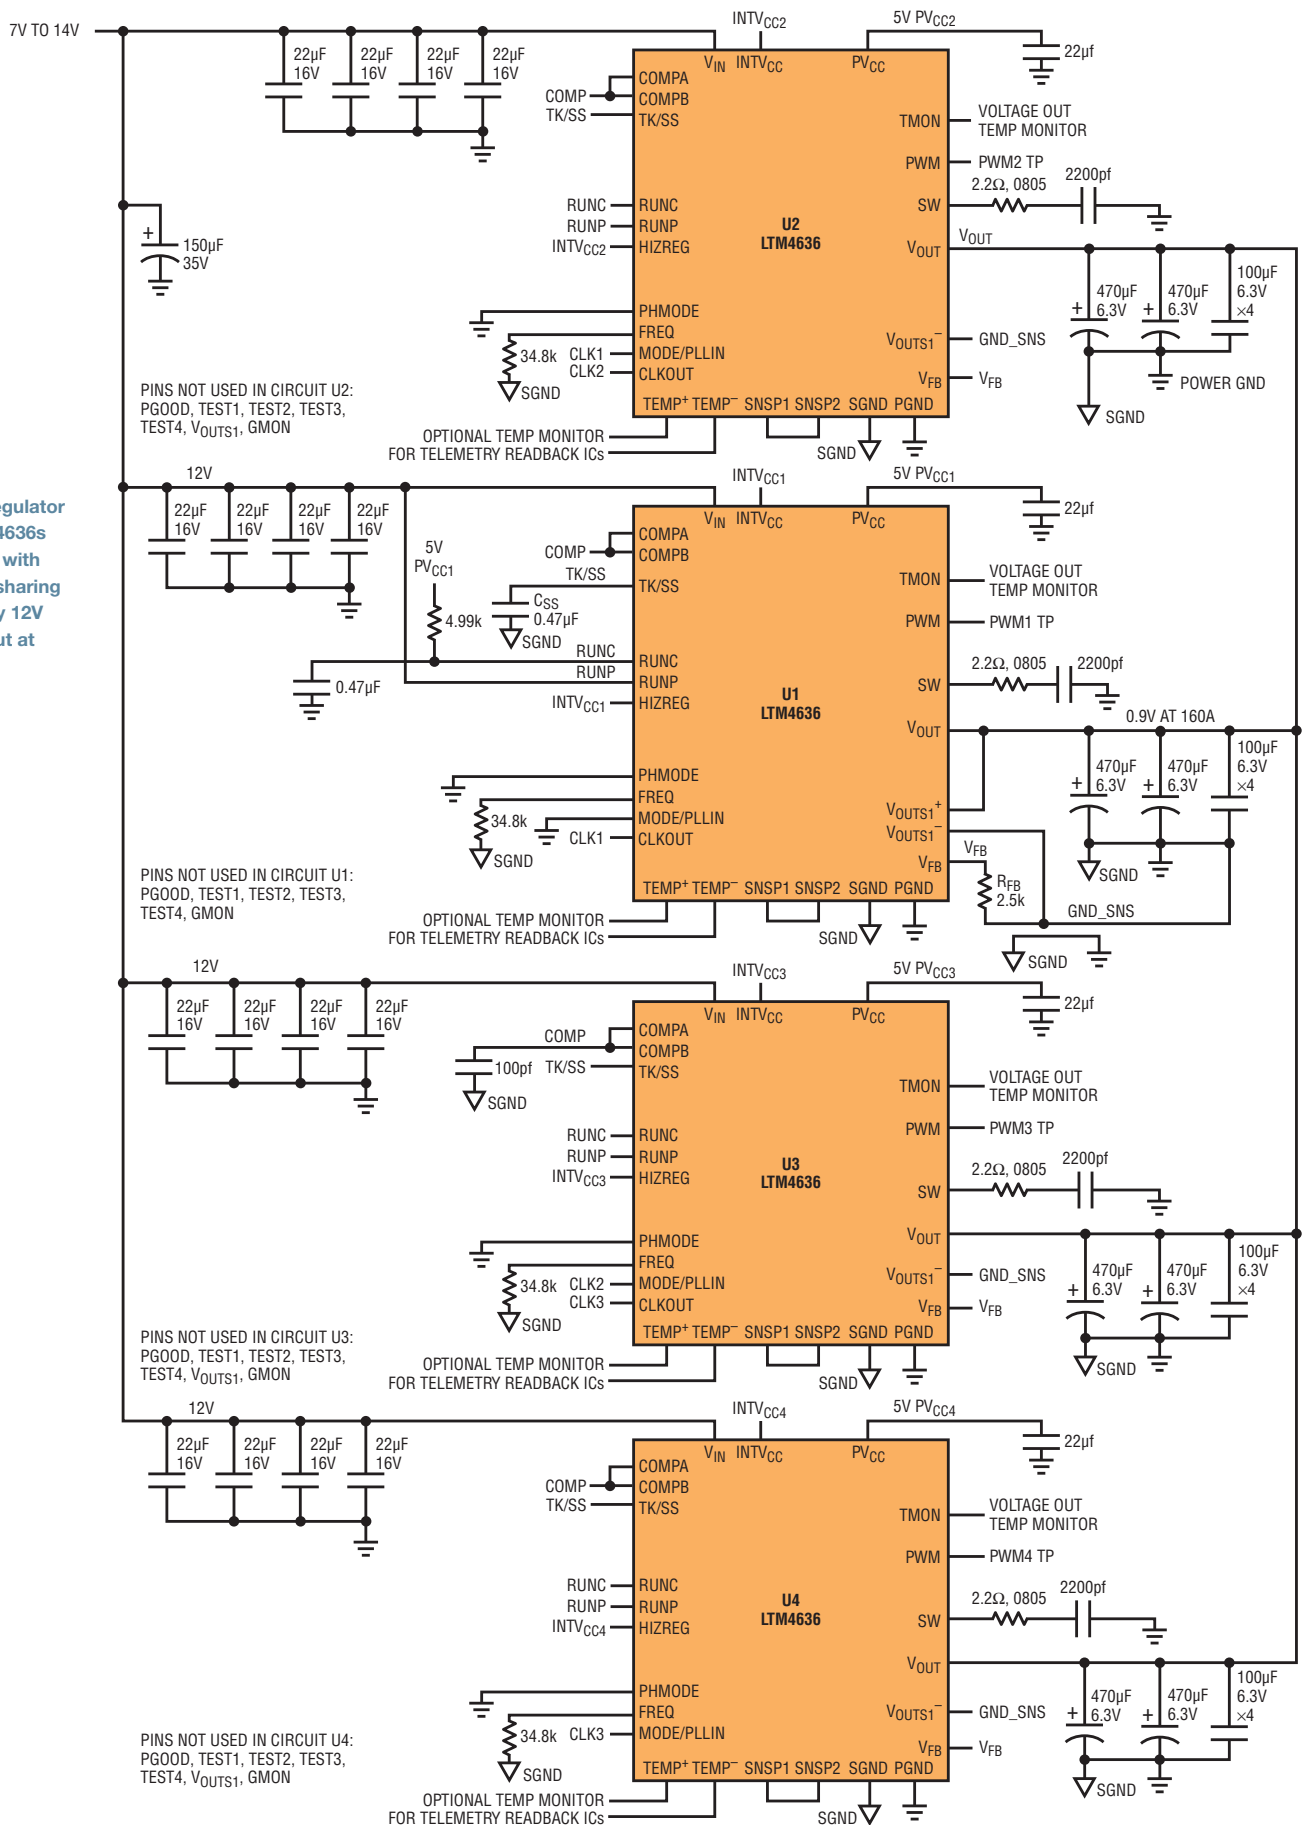 7V TO 14V
22µF
16V
22µF
16V
22µF
16V
22µF
16V
150µF
35V
INTVCC2
5V PVCC2
22µf
VIN INTVCC PVCC
COMPA
COMP
COMPB
TK/SS
TK/SS
TMON
VOLTAGE OUT
TEMP MONITOR
PWM
PWM2 TP
2.2Ω, 0805
2200pf
SW
RUNC
RUNC
RUNP
RUNP
INTVCC2
HIZREG
U2
LTM4636
VOUT
VOUT
470µF
6.3V
470µF
6.3V
100µF
6.3V
×4
PHMODE
FREQ
34.8k
CLK1
MODE/PLLIN
CLK2
CLKOUT
SGND
VOUTS1–
GND_SNS
VFB
VFB
POWER GND
SGND
TEMP+ TEMP– SNSP1 SNSP2 SGND PGND
OPTIONAL TEMP MONITOR
FOR TELEMETRY READBACK ICs
SGND
PINS NOT USED IN CIRCUIT U2:
PGOOD, TEST1, TEST2, TEST3,
TEST4, VOUTS1, GMON
egulator
4636s
with
sharing
y 12V
ut at
12V
22µF
16V
22µF
16V
22µF
16V
22µF
16V
INTVCC1
5V PVCC1
22µf
VIN INTVCC PVCC
COMPA
COMP
COMPB
TK/SS
TK/SS
5V
PVCC1
4.99k
CSS
0.47µF
SGND
RUNC
RUNC
RUNP
RUNP
0.47µF
INTVCC1
HIZREG
U1
LTM4636
TMON
VOLTAGE OUT
TEMP MONITOR
PWM
PWM1 TP
2.2Ω, 0805
2200pf
SW
0.9V AT 160A
VOUT
470µF
6.3V
470µF
6.3V
100µF
6.3V
×4
PHMODE
FREQ
34.8k
MODE/PLLIN
CLK1
CLKOUT
SGND
VOUTS1+
VOUTS1–
VFB
VFB
RFB
2.5k
GND_SNS
SGND
SGND
TEMP+ TEMP– SNSP1 SNSP2 SGND PGND
OPTIONAL TEMP MONITOR
FOR TELEMETRY READBACK ICs
SGND
PINS NOT USED IN CIRCUIT U1:
PGOOD, TEST1, TEST2, TEST3,
TEST4, GMON
12V
22µF
16V
22µF
16V
22µF
16V
22µF
16V
INTVCC3
5V PVCC3
22µf
VIN INTVCC PVCC
COMPA
COMP
COMPB
100pf
TK/SS
TK/SS
SGND
TMON
VOLTAGE OUT
TEMP MONITOR
PWM
PWM3 TP
2.2Ω, 0805
2200pf
SW
RUNC
RUNC
RUNP
RUNP
INTVCC3
HIZREG
U3
LTM4636
VOUT
470µF
6.3V
470µF
6.3V
100µF
6.3V
×4
PHMODE
FREQ
34.8k
CLK2
MODE/PLLIN
CLK3
CLKOUT
SGND
VOUTS1–
GND_SNS
VFB
VFB
SGND
TEMP+ TEMP– SNSP1 SNSP2 SGND PGND
OPTIONAL TEMP MONITOR
FOR TELEMETRY READBACK ICs
SGND
PINS NOT USED IN CIRCUIT U3:
PGOOD, TEST1, TEST2, TEST3,
TEST4, VOUTS1, GMON
12V
22µF
16V
22µF
16V
22µF
16V
22µF
16V
INTVCC4
5V PVCC4
22µf
VIN INTVCC PVCC
COMPA
COMP
COMPB
TK/SS
TK/SS
TMON
VOLTAGE OUT
TEMP MONITOR
PWM
PWM4 TP
2.2Ω, 0805
2200pf
SW
RUNC
RUNC
RUNP
RUNP
INTVCC4
HIZREG
U4
LTM4636
VOUT
470µF
6.3V
470µF
6.3V
100µF
6.3V
×4
PHMODE
FREQ
34.8k
CLK3
MODE/PLLIN
SGND
VOUTS1–
GND_SNS
VFB
VFB
SGND
TEMP+ TEMP– SNSP1 SNSP2 SGND PGND
OPTIONAL TEMP MONITOR
FOR TELEMETRY READBACK ICs
SGND
PINS NOT USED IN CIRCUIT U4:
PGOOD, TEST1, TEST2, TEST3,
TEST4, VOUTS1, GMON